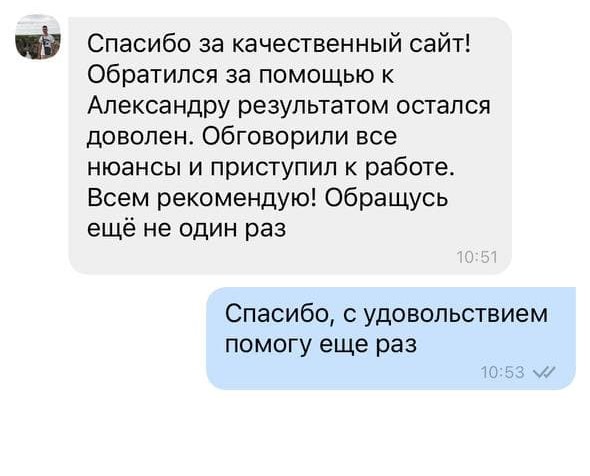 Спасибо за качественный сайт!
Обратился за помощью к
Александру результатом остался
доволен. Обговорили все
нюансы и приступил к работе.
Всем рекомендую! Обращусь
ещё не один раз
10:51
Спасибо, с удовольствием
помогу еще раз
10:53